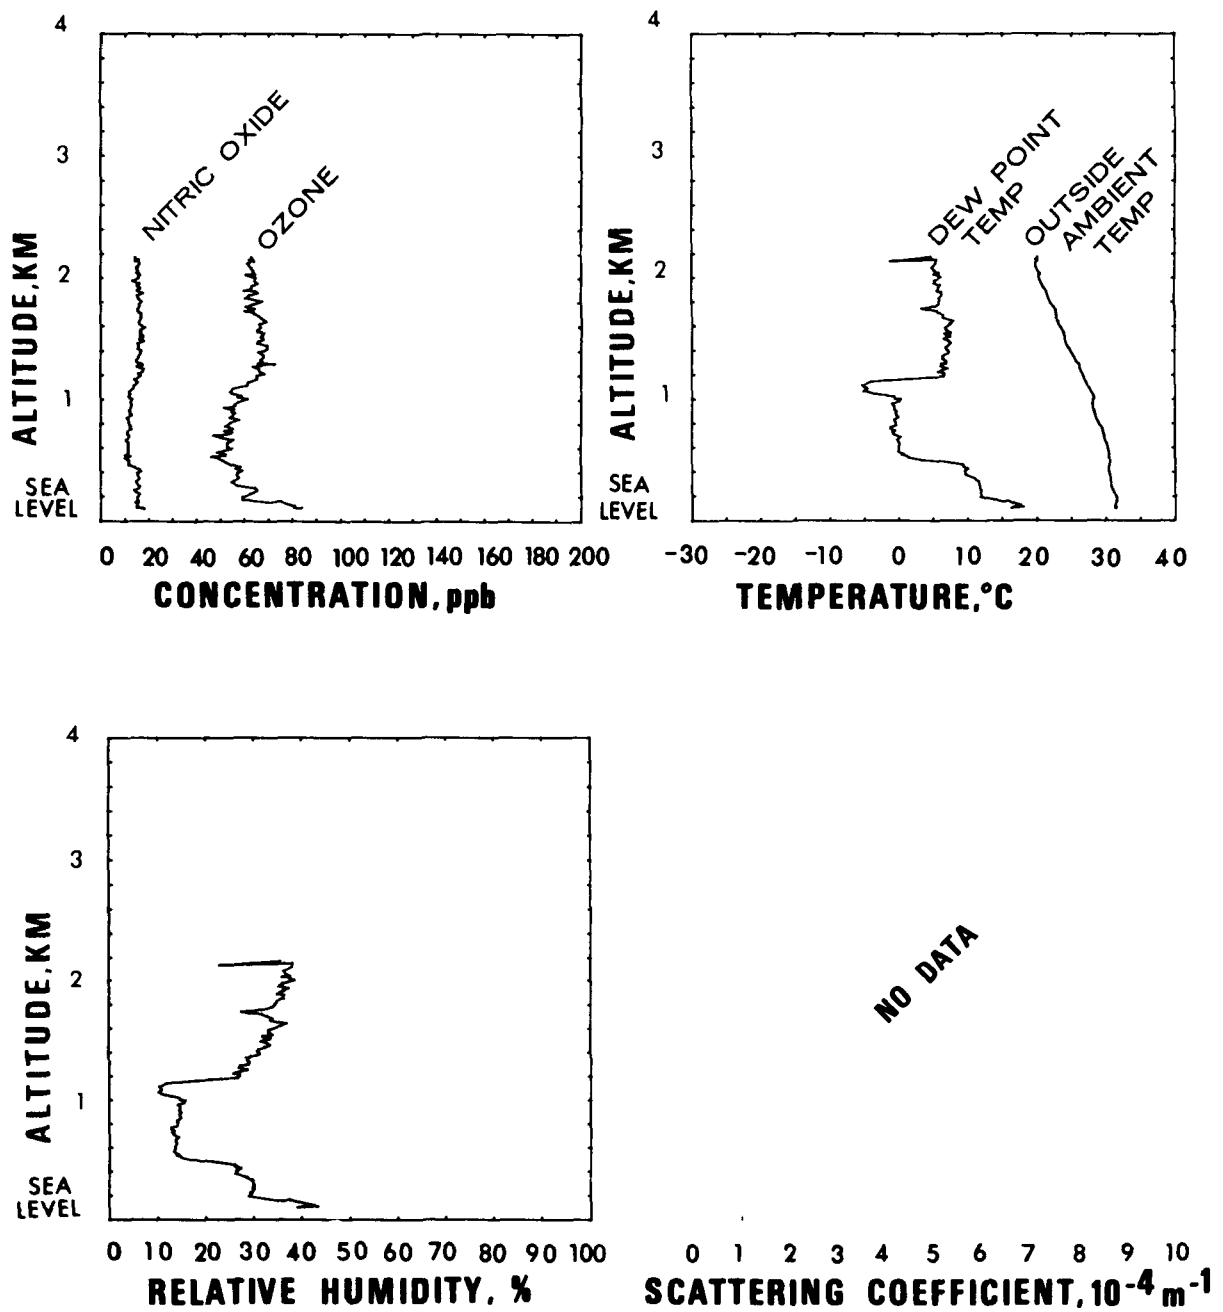 4
3
2
1
SEA
LEVEL
ALTITUDE, KM
NITRIC OXIDE
OZONE
0 20 40 60 80 100 120 140 160 180 200
CONCENTRATION, ppb
4
3
2
1
SEA
LEVEL
ALTITUDE, KM
DEW POINT
TEMP
OUTSIDE
AMBIENT
TEMP
-30 -20 -10 0 10 20 30 40
TEMPERATURE, °C
4
3
2
1
SEA
LEVEL
ALTITUDE, KM
0 10 20 30 40 50 60 70 80 90 100
RELATIVE HUMIDITY, %
NO DATA
0 1 2 3 4 5 6 7 8 9 10
SCATTERING COEFFICIENT, 10⁻⁴ m⁻¹